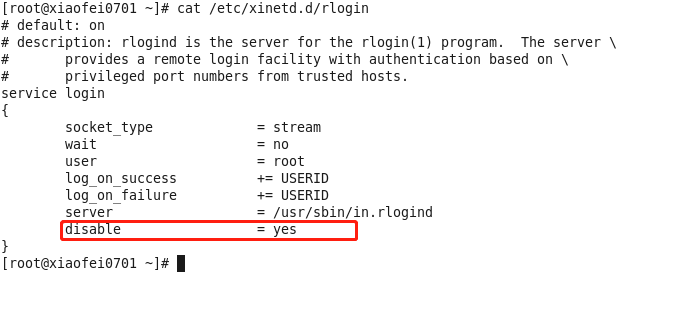 [root@xiaofei0701 ~]# cat /etc/xinetd.d/rlogin
# default: on
# description: rlogind is the server for the rlogin(1) program.  The server \
#       provides a remote login facility with authentication based on \
#       privileged port numbers from trusted hosts.
service login
{
        socket_type             = stream
        wait                    = no
        user                    = root
        log_on_success          += USERID
        log_on_failure          += USERID
        server                  = /usr/sbin/in.rlogind
        disable                 = yes
}
[root@xiaofei0701 ~]#